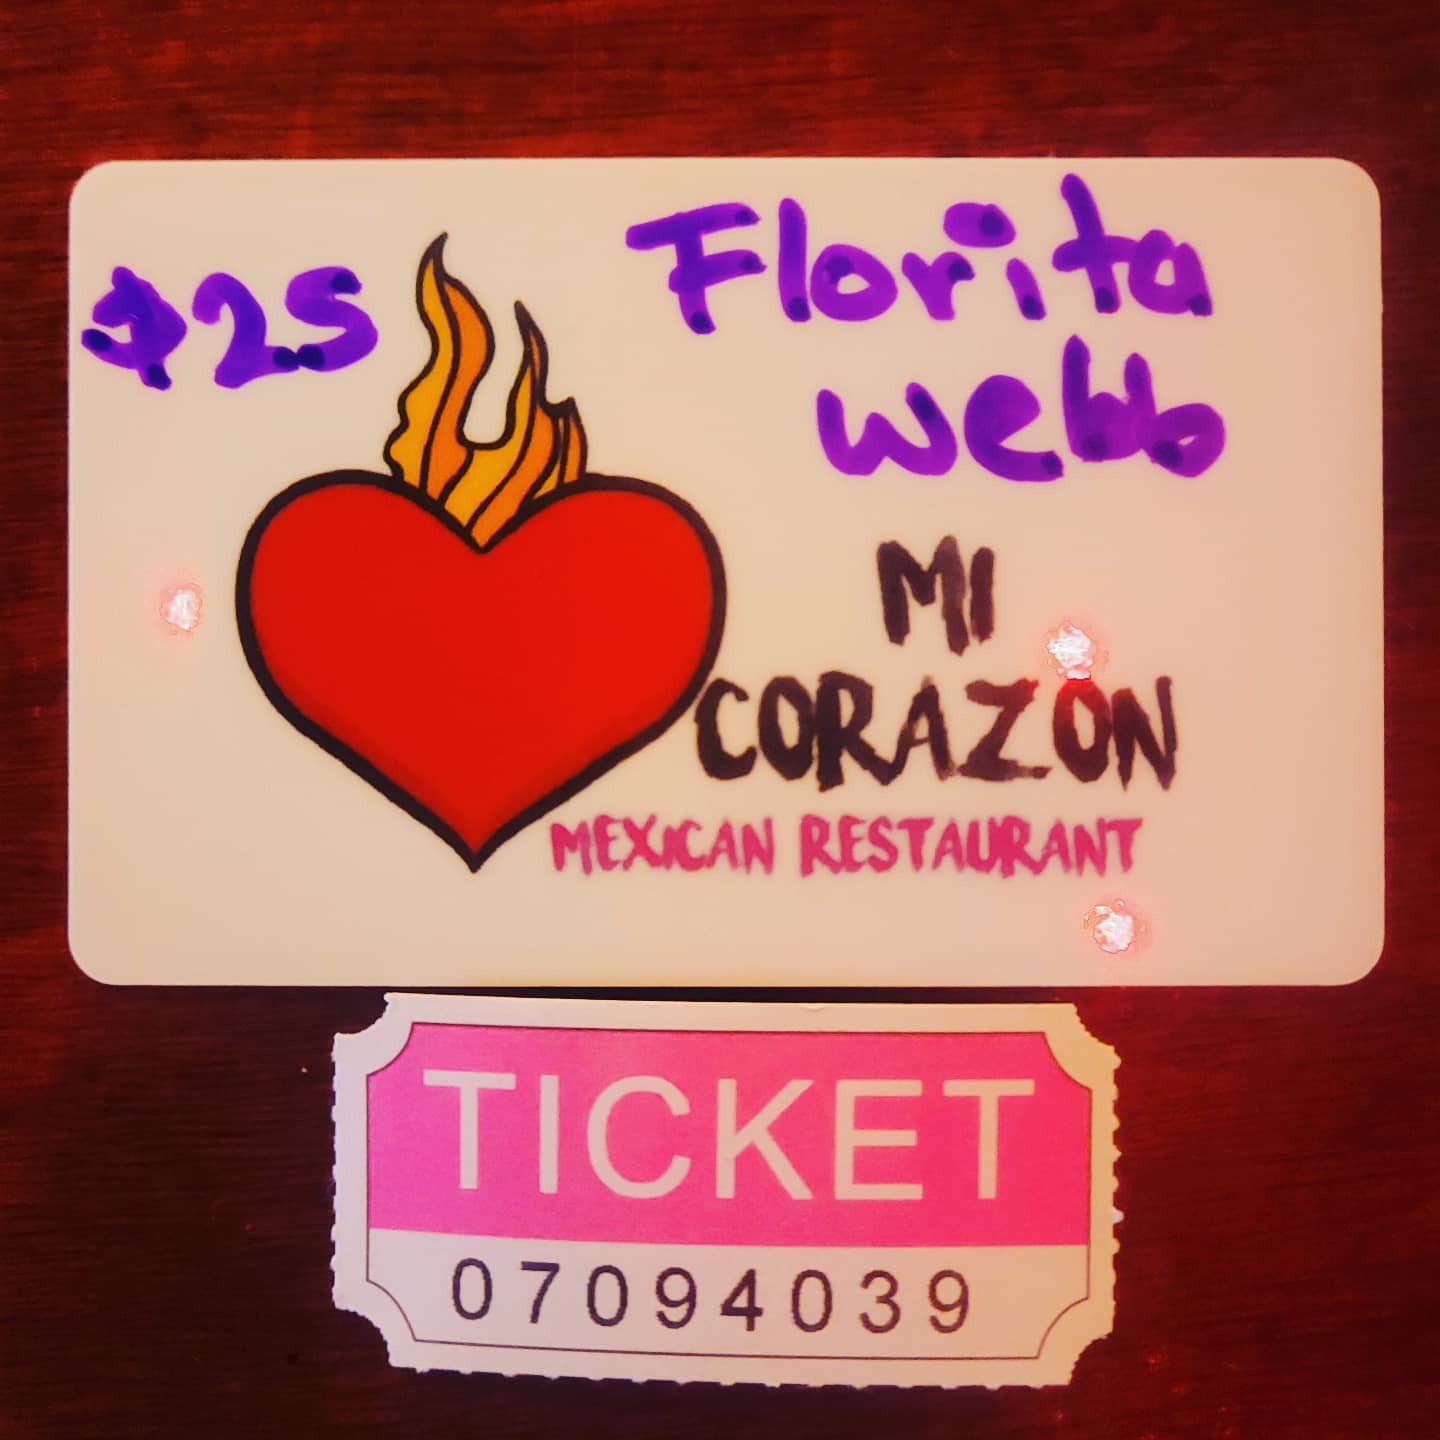 $25
Florita
Webb
MI
CORAZON
MEXICAN RESTAURANT
TICKET
07094039